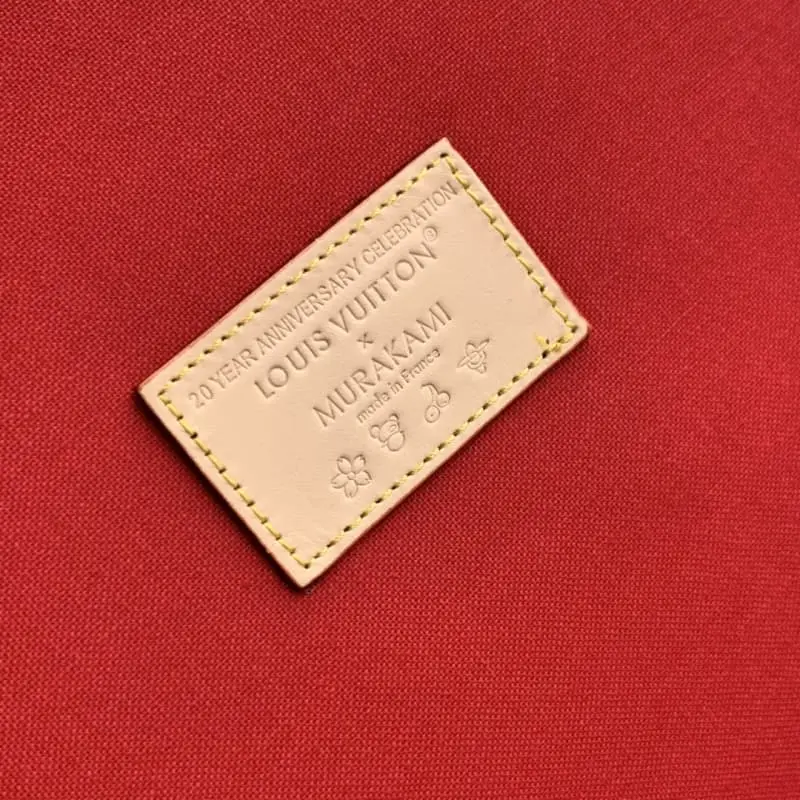 20 YEAR ANNIVERSARY CELEBRATION
LOUIS VUITTON®
x
MURAKAMI
made in France